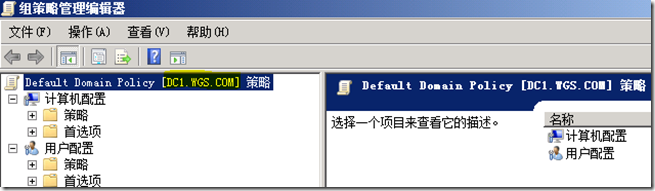 组策略管理编辑器
文件(F) 操作(A) 查看(V) 帮助(H)
Default Domain Policy [DC1.WGS.COM] 策略
计算机配置
策略
首选项
用户配置
策略
首选项
Default Domain Policy [DC1.WGS.COM] 策略
选择一个项目来查看它的描述。
名称
计算机配置
用户配置